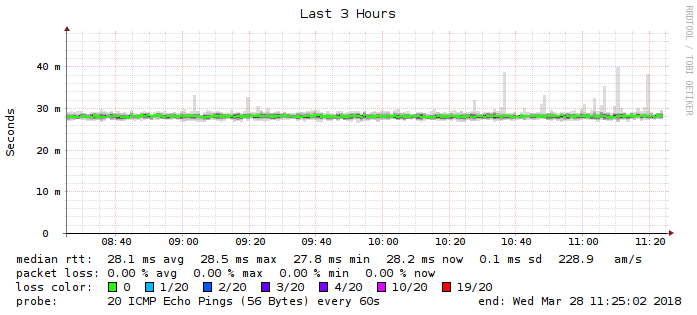 Last 3 Hours
RRDTOOL / TOBI OETIKER
Seconds
40 m
30 m
20 m
10 m
0
08:40 09:00 09:20 09:40 10:00 10:20 10:40 11:00 11:20
median rtt: 28.1 ms avg 28.5 ms max 27.8 ms min 28.2 ms now 0.1 ms sd 228.9 am/s
packet loss: 0.00 % avg 0.00 % max 0.00 % min 0.00 % now
loss color: 0 1/20 2/20 3/20 4/20 10/20 19/20
probe: 20 ICMP Echo Pings (56 Bytes) every 60s end: Wed Mar 28 11:25:02 2018